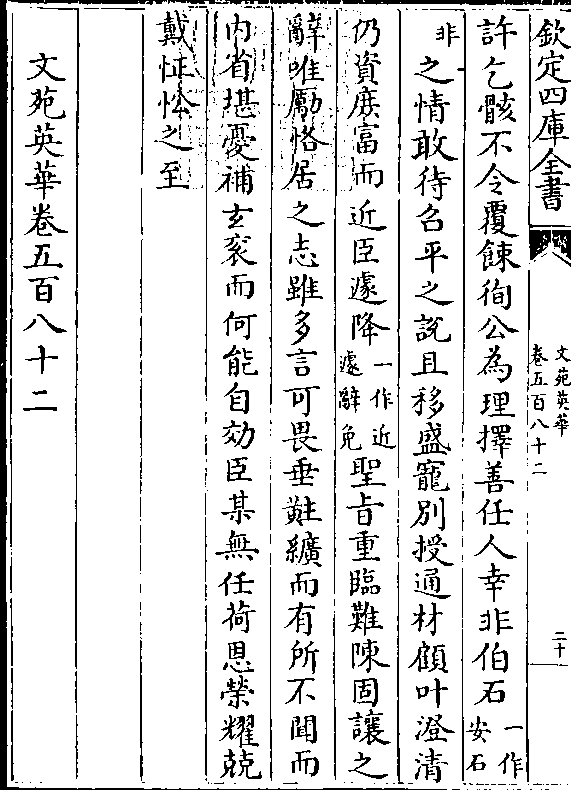 欽定四庫全書
文苑英華
卷五百八十二
二十
許乞骸不令覆餗徇公為理擇善任人幸非伯石一作安石
非之情敢待召平之說且移盛寵別授通材顧叶澄清
仍資廣富而近臣遽降一作近遽辭免聖旨重臨難陳固讓之
辭唯勵恪居之志雖多言可畏垂黈纊而有所不聞而
内省堪憂補玄衮而何能自効臣某無任荷恩榮耀兢
戴怔忪之至
文苑英華卷五百八十二